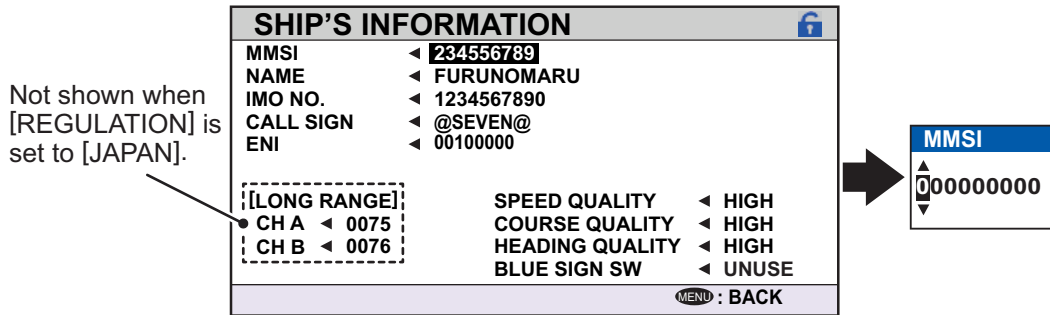 SHIP'S INFORMATION
MMSI ◄ 234556789
NAME ◄ FURUNOMARU
IMO NO. ◄ 1234567890
CALL SIGN ◄ @SEVEN@
ENI ◄ 00100000
Not shown when
[REGULATION] is
set to [JAPAN].
[LONG RANGE]
CH A ◄ 0075
CH B ◄ 0076
SPEED QUALITY ◄ HIGH
COURSE QUALITY ◄ HIGH
HEADING QUALITY ◄ HIGH
BLUE SIGN SW ◄ UNUSE
MENU : BACK
MMSI
000000000